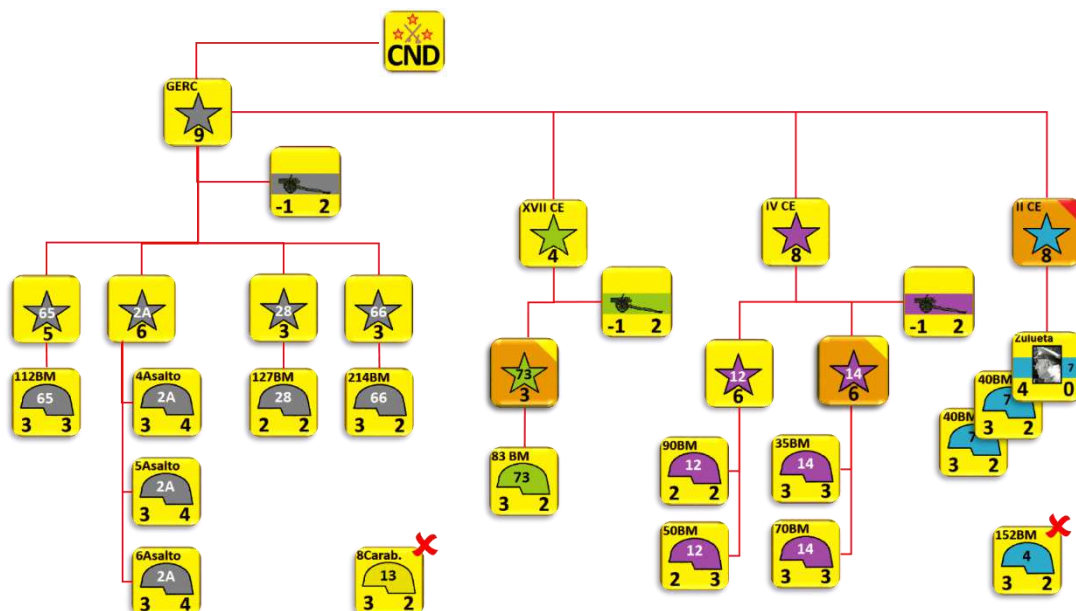 CND
GERC
9
-1 2
XVII CE
4
IV CE
8
II CE
8
65
5
2A
6
28
3
66
3
-1 2
-1 2
73
3
12
6
14
6
Zulueta
7
4 0
112BM
65
3 3
4Asalto
2A
3 4
127BM
28
2 2
214BM
66
3 2
40BM
7
3 2
40BM
7
3 2
83 BM
73
3 2
90BM
12
2 2
35BM
14
3 3
5Asalto
2A
3 4
50BM
12
2 3
70BM
14
3 3
152BM
4
3 2
6Asalto
2A
3 4
8Carab.
13
3 2